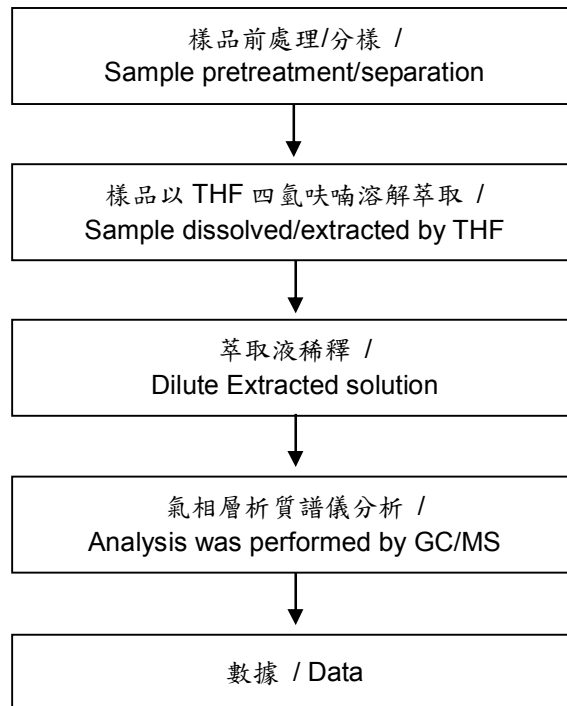 樣品前處理/分樣 /
Sample pretreatment/separation
樣品以 THF 四氫呋喃溶解萃取 /
Sample dissolved/extracted by THF
萃取液稀釋 /
Dilute Extracted solution
氣相層析質譜儀分析 /
Analysis was performed by GC/MS
數據 / Data